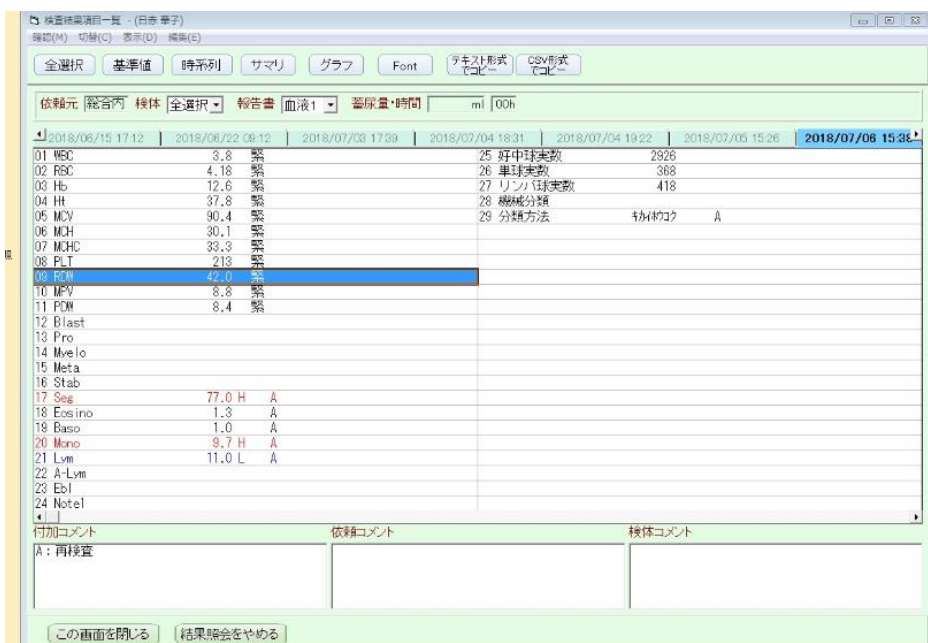 検査結果項目一覧 - (日赤 華子)
確認(M) 切替(C) 表示(D) 編集(E)
全選択 基準値 時系列 サマリ グラフ Font テキスト形式でコピー CSV形式でコピー
依頼元 総合内 検体 全選択 報告書 血液1 蓄尿量・時間 ml 00h
2018/06/15 17:12 2018/06/22 09:12 2018/07/03 17:39 2018/07/04 18:31 2018/07/04 19:22 2018/07/05 15:26 2018/07/06 15:38
01 WBC 3.8 緊 25 好中球実数 2926
02 RBC 4.18 緊 26 単球実数 368
03 Hb 12.6 緊 27 リンパ球実数 418
04 Ht 37.8 緊 28 機械分類
05 MCV 90.4 緊 29 分類方法 キカイホウコク A
06 MCH 30.1 緊
07 MCHC 33.3 緊
08 PLT 213 緊
09 RDW 42.0 緊
10 MPV 8.8 緊
11 PDW 8.4 緊
12 Blast
13 Pro
14 Myelo
15 Meta
16 Stab
17 Seg 77.0 H A
18 Eosino 1.3 A
19 Baso 1.0 A
20 Mono 9.7 H A
21 Lym 11.0 L A
22 A-Lym
23 Ebl
24 Note1
付加コメント 依頼コメント 検体コメント
A:再検査
この画面を閉じる 結果照会をやめる